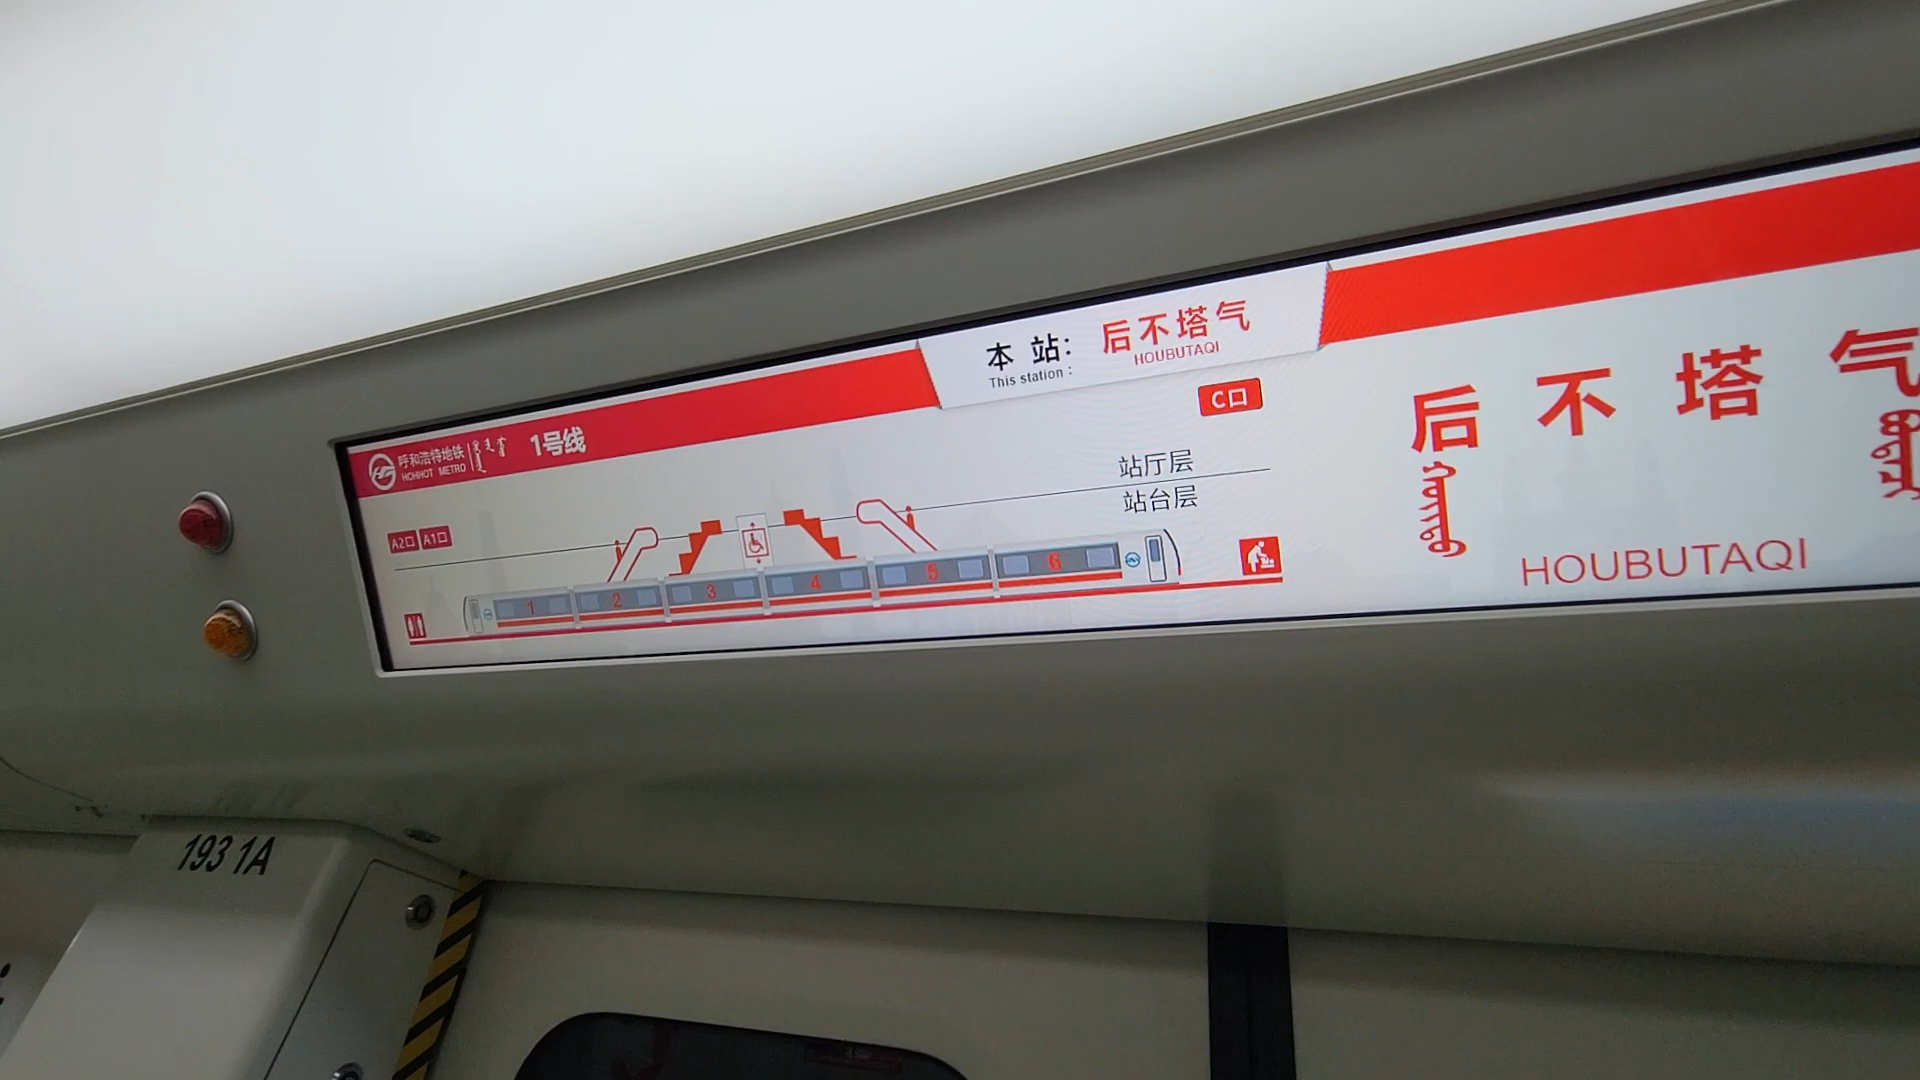 本 站: 后不塔气
This station : HOUBUTAQI
呼和浩特地铁
HOHHOT METRO
1号线
C口
站厅层
站台层
A2口 A1口
1 2 3 4 5 6
后不塔气
HOUBUTAQI
193 1A